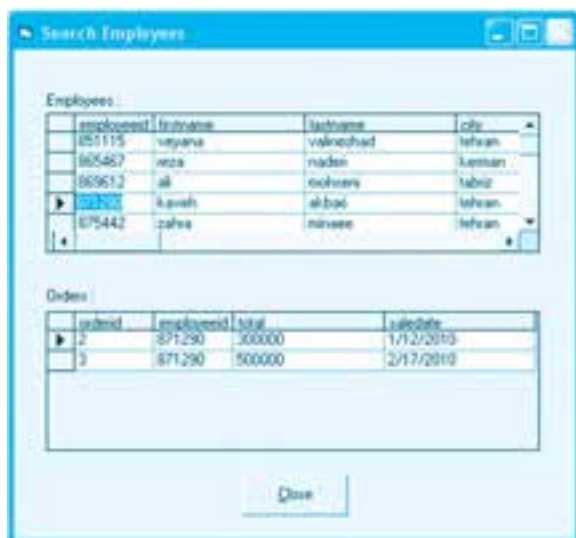 Search Employees
Employees :
employeeid firstname lastname city
851115 veyana valinezhad tehran
865467 reza naderi kerman
869612 ali tabriz
871290 kaveh akbari tehran
875442 zahra minaee tehran
Orders :
orderid employeeid total saledate
2 871290 300000 1/12/2010
3 871290 500000 2/17/2010
Close